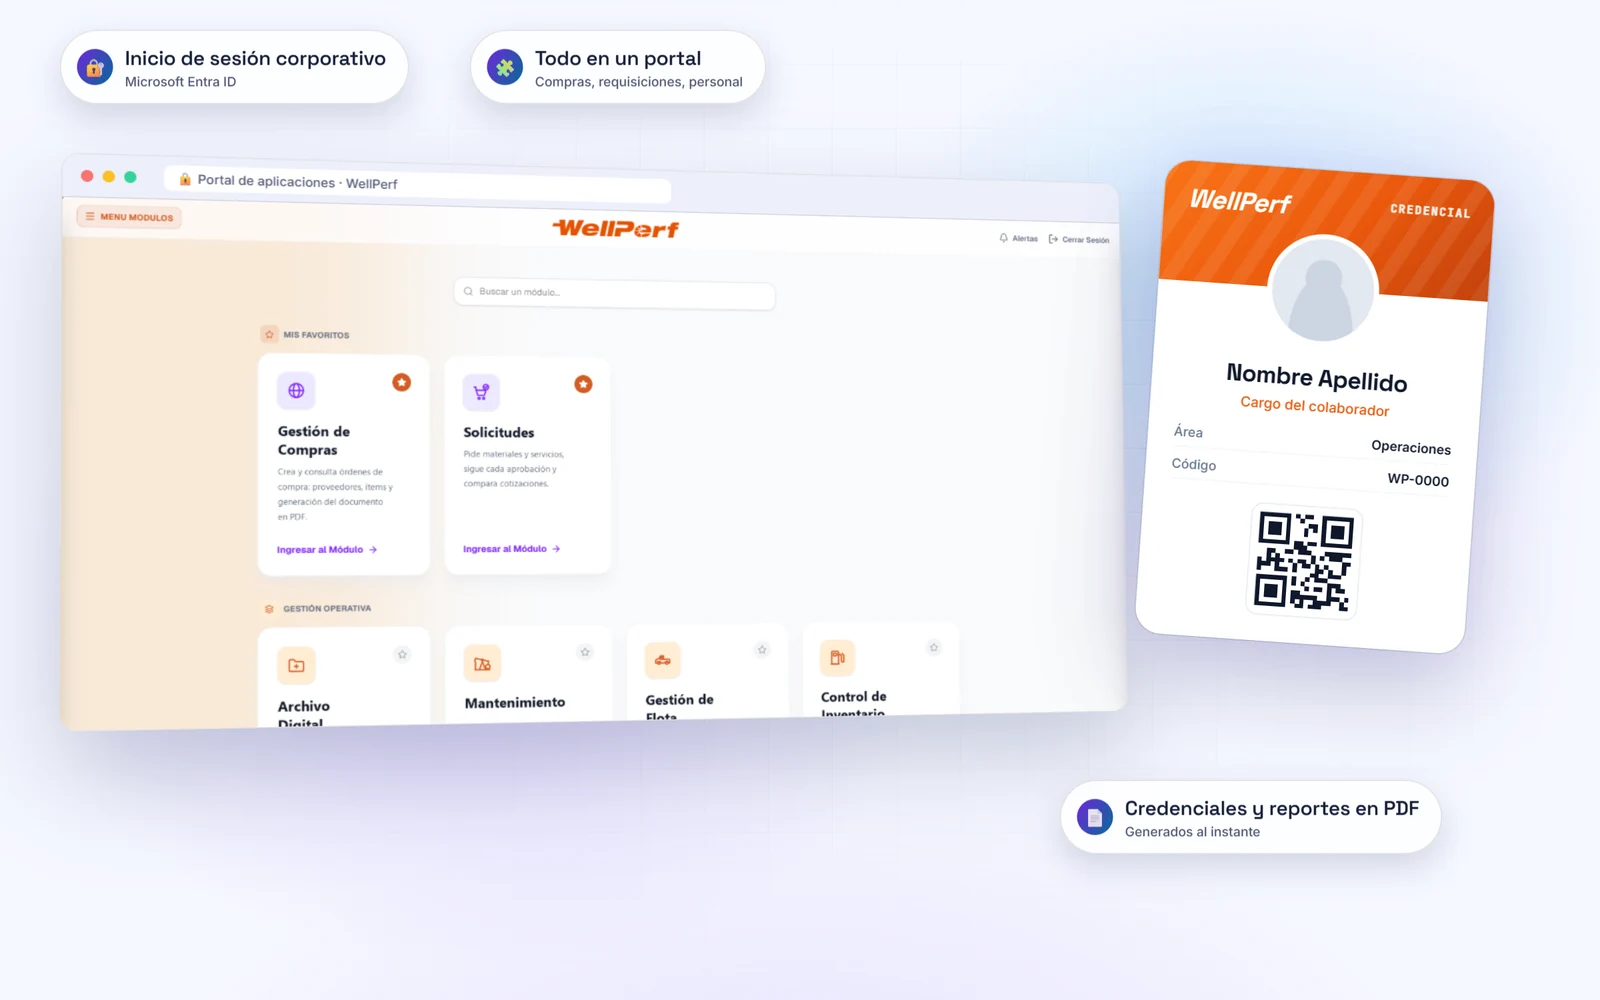 Inicio de sesión corporativo
Microsoft Entra ID
Todo en un portal
Compras, requisiciones, personal
Portal de aplicaciones · WellPerf
MENU MODULOS
WellPerf
Alertas
Cerrar Sesión
Buscar un módulo...
MIS FAVORITOS
Gestión de
Compras
Crea y consulta órdenes de
compra: proveedores, ítems y
generación del documento
en PDF.
Ingresar al Módulo →
Solicitudes
Pide materiales y servicios,
sigue cada aprobación y
compara cotizaciones.
Ingresar al Módulo →
GESTIÓN OPERATIVA
Archivo
Digital
Mantenimiento
Gestión de
Flota
Control de
Inventario
WellPerf
CREDENCIAL
Nombre Apellido
Cargo del colaborador
Área
Operaciones
Código
WP-0000
Credenciales y reportes en PDF
Generados al instante